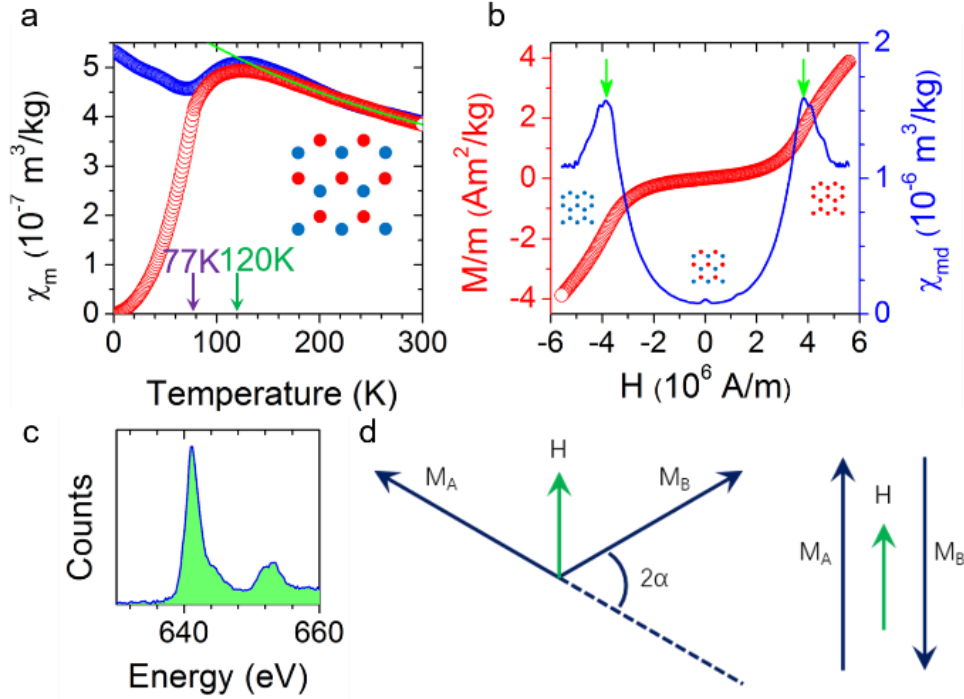 a
χm (10-7 m3/kg)
5
4
3
2
1
0
77K
120K
0
100
200
300
Temperature (K)
b
M/m (Am2/kg)
4
2
0
-2
-4
-6
-4
-2
0
2
4
6
H (106 A/m)
2
1
0
χmd (10-6 m3/kg)
c
Counts
640
660
Energy (eV)
d
MA
H
MB
2α
MA
H
MB